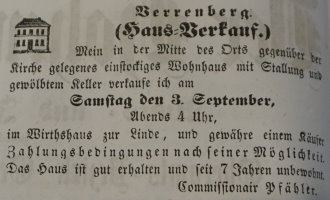 Verrenberg.
(Haus-Verkauf.)
Mein in der Mitte des Orts gegenüber der
Kirche gelegenes einstockiges Wohnhaus mit Stallung und
gewölbtem Keller verkaufe ich am
Samstag den 3. September,
Abends 4 Uhr,
im Wirthshaus zur Linde, und gewähre einem Käufer
Zahlungsbedingungen nach seiner Möglichkeit.
Das Haus ist gut erhalten und seit 7 Jahren unbewohnt.
Commissionair Pfähler.